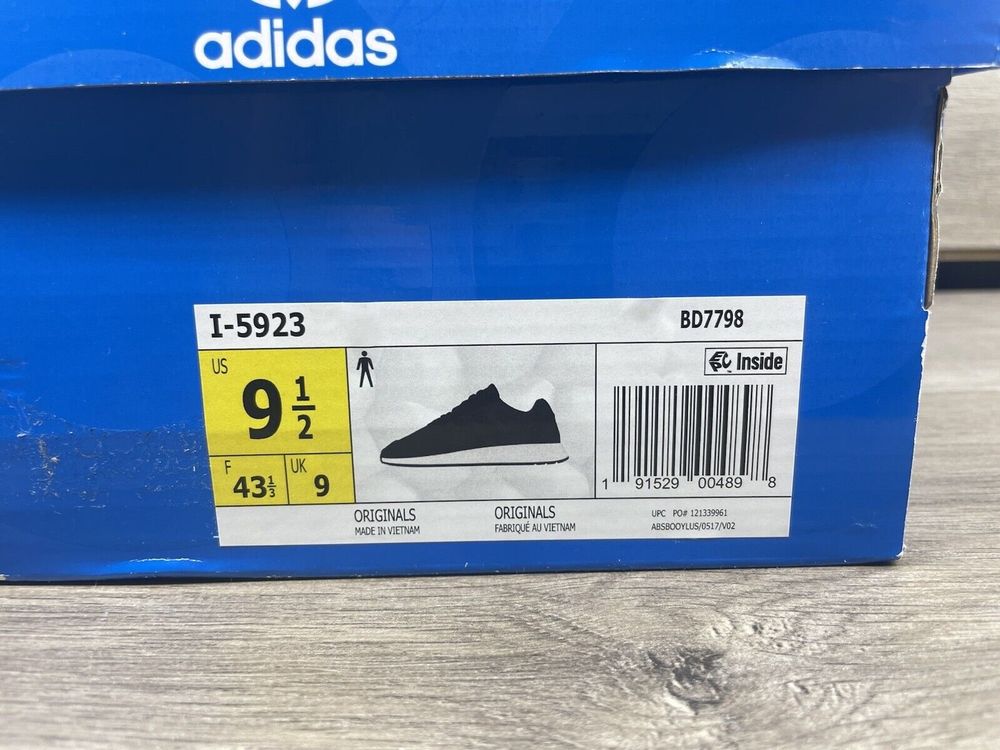 adidas
I-5923
BD7798
US
9 1/2
F
43 1/3
UK
9
Inside
1 91529 00489 8
ORIGINALS
MADE IN VIETNAM
ORIGINALS
FABRIQUÉ AU VIETNAM
UPC PO# 121339961
ABSBOOYLUS/0517/V02